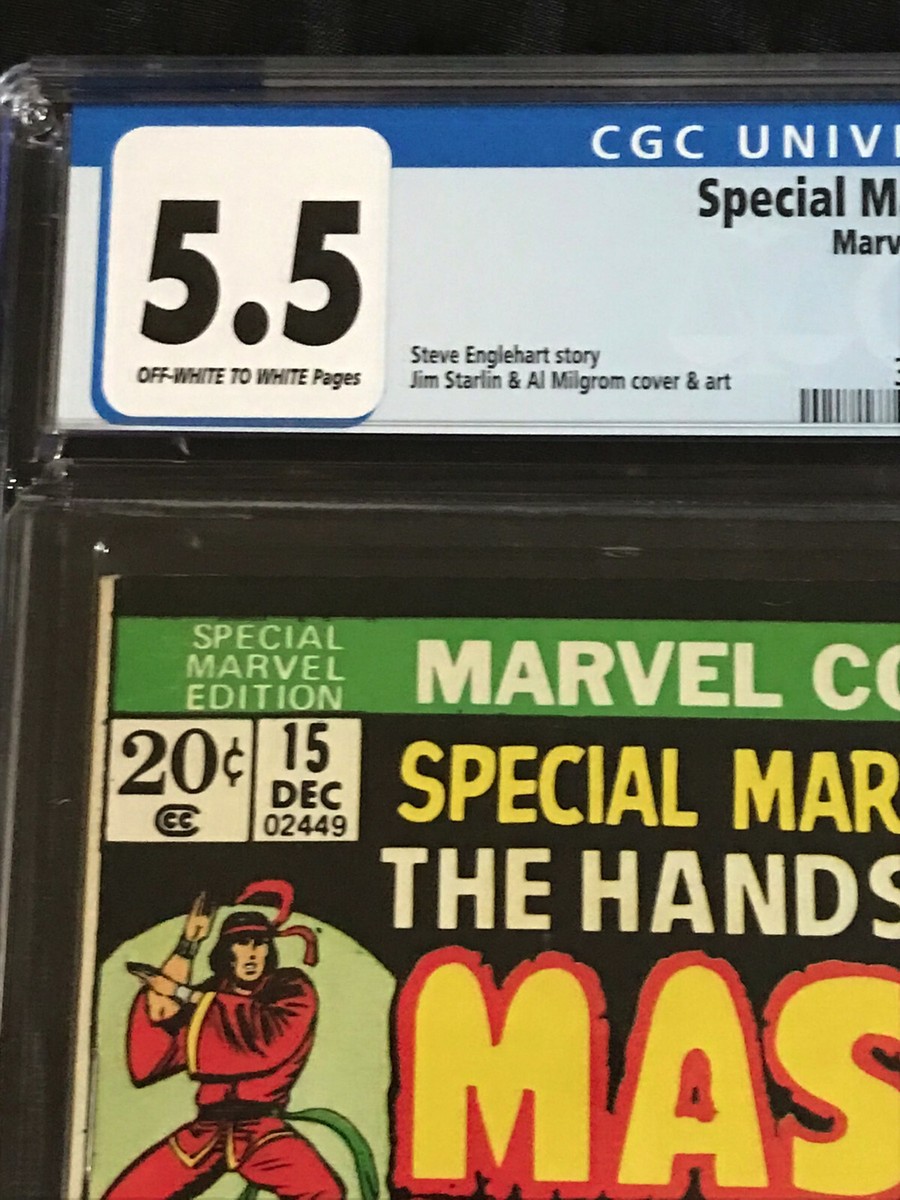 CGC UNIV
5.5
OFF-WHITE TO WHITE Pages
Special M
Marv
Steve Englehart story
Jim Starlin & Al Milgrom cover & art
SPECIAL
MARVEL
EDITION
MARVEL CO
20¢
CC
15
DEC
02449
SPECIAL MAR
THE HANDS
MAS